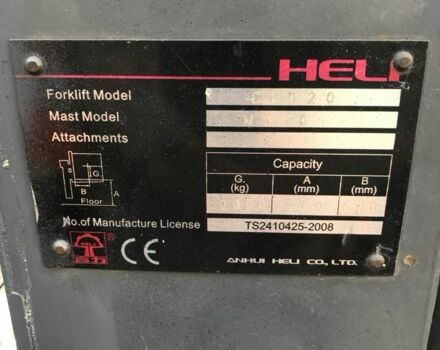 HELI
Forklift Model
Mast Model
Attachments
Capacity
G A B
(kg) (mm) (mm)
G
B
A
Floor
No.of Manufacture License TS2410425-2008
HELI ® CE ANHUI HELI CO., LTD.